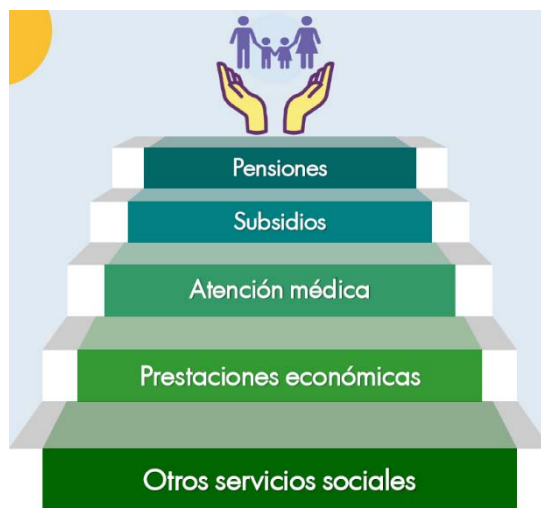 Pensiones
Subsidios
Atención médica
Prestaciones económicas
Otros servicios sociales